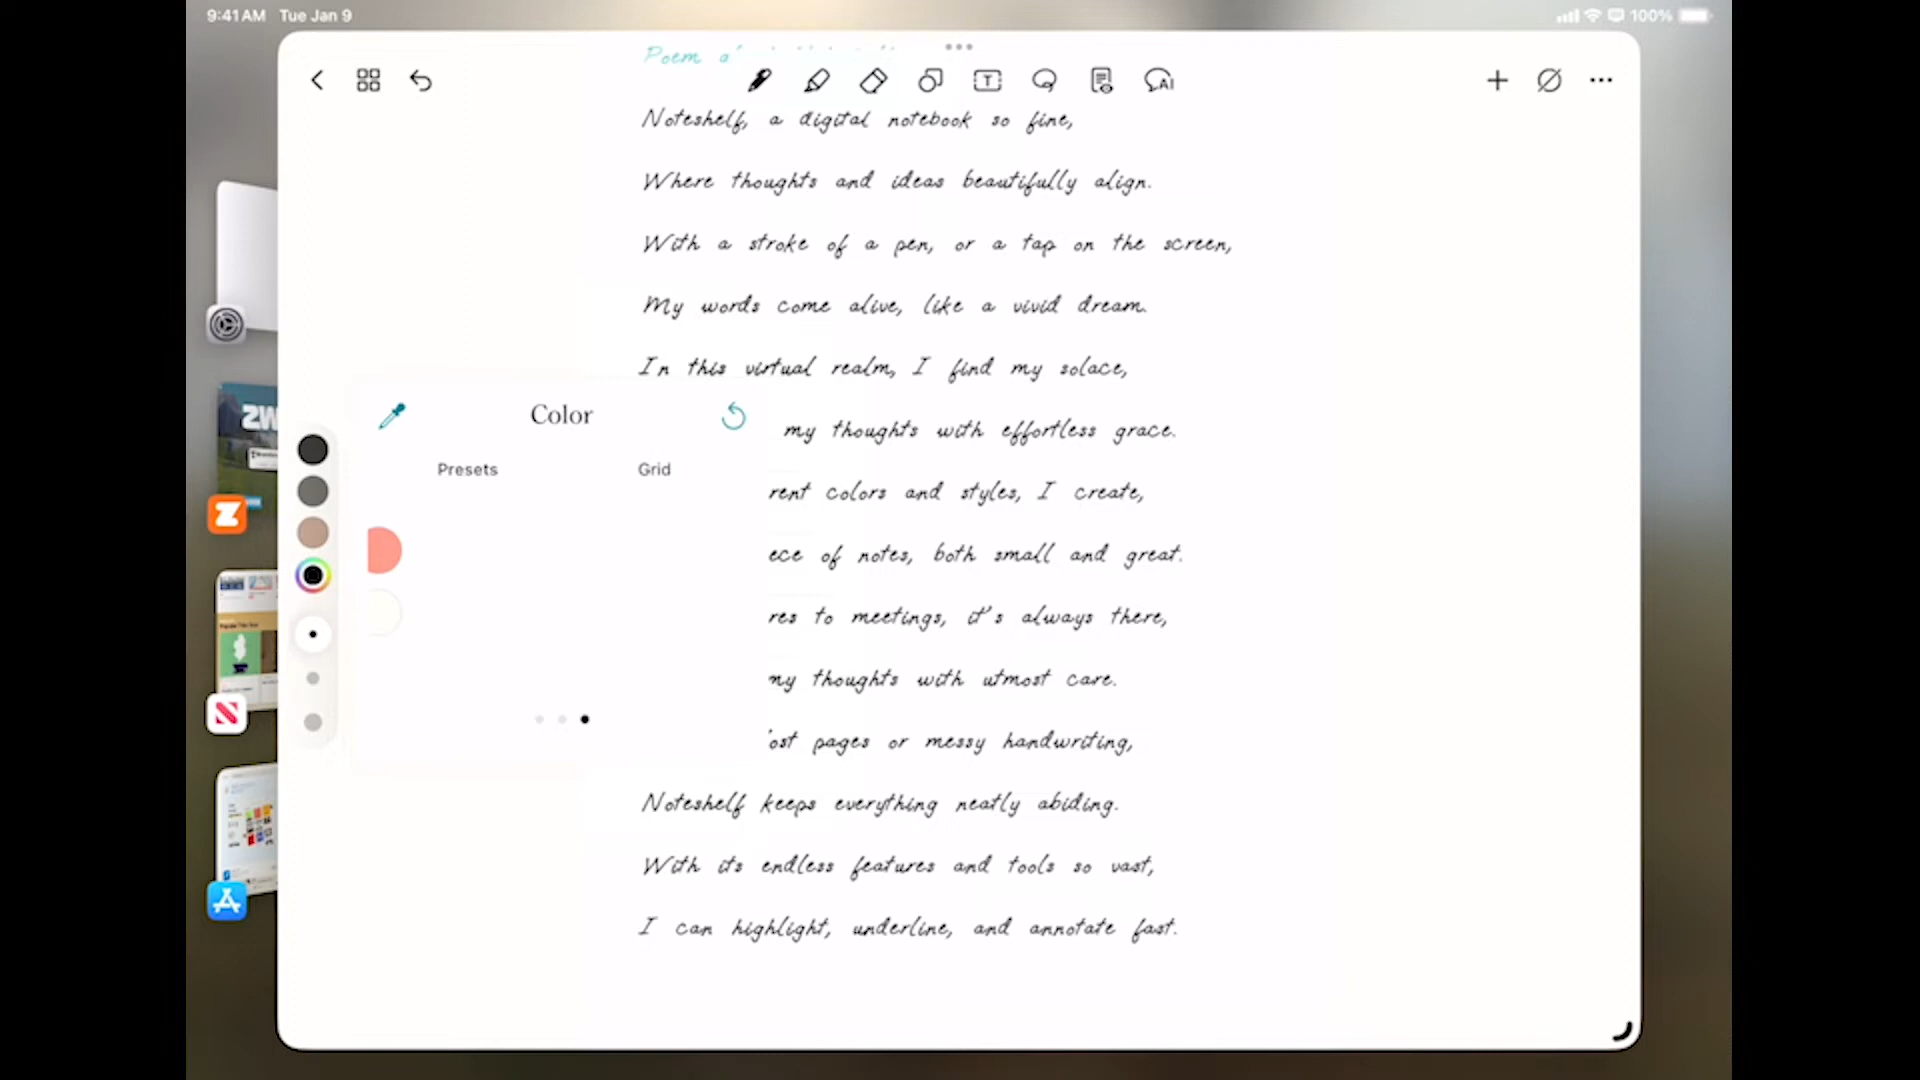 9:41 AM Tue Jan 9
100%
Poem
T
AI
Noteshelf, a digital notebook so fine,
Where thoughts and ideas beautifully align.
With a stroke of a pen, or a tap on the screen,
My words come alive, like a vivid dream.
In this virtual realm, I find my solace,
my thoughts with effortless grace.
rent colors and styles, I create,
ece of notes, both small and great.
res to meetings, it's always there,
my thoughts with utmost care.
ost pages or messy handwriting,
Noteshelf keeps everything neatly abiding.
With its endless features and tools so vast,
I can highlight, underline, and annotate fast.
Color
Presets Grid
ZW
Z